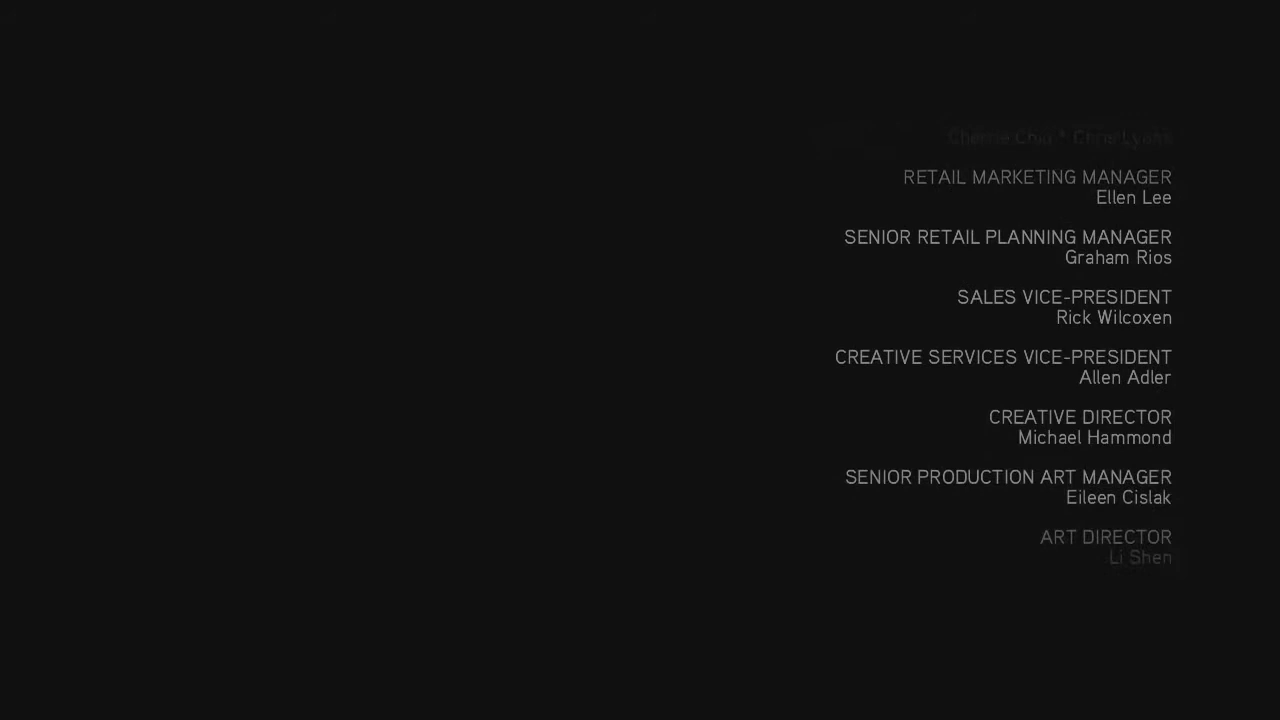 RETAIL MARKETING MANAGER
Ellen Lee
SENIOR RETAIL PLANNING MANAGER
Graham Rios
SALES VICE-PRESIDENT
Rick Wilcoxen
CREATIVE SERVICES VICE-PRESIDENT
Allen Adler
CREATIVE DIRECTOR
Michael Hammond
SENIOR PRODUCTION ART MANAGER
Eileen Cislak
ART DIRECTOR
Li Shen